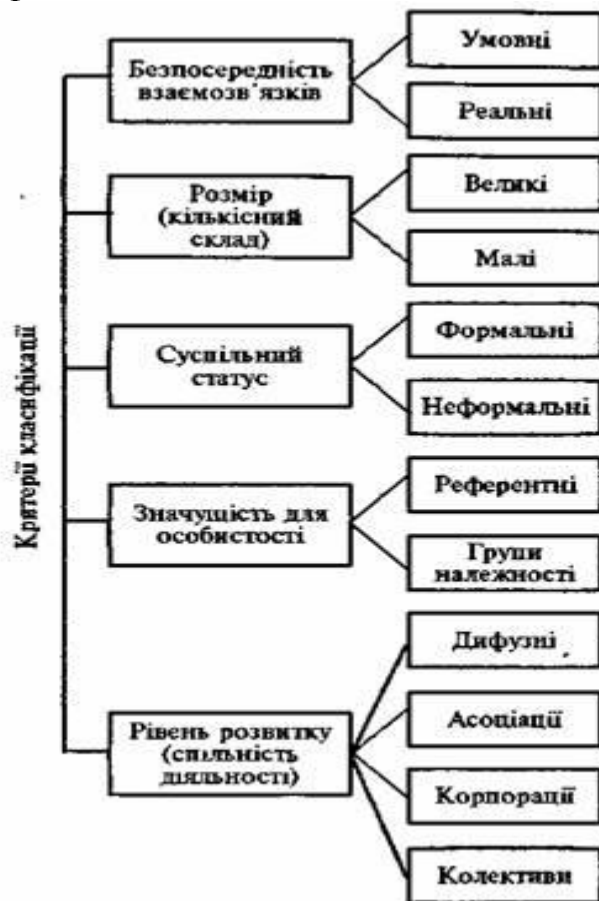 Критерії класифікації
Безпосередність
взаємозв'язків
Умовні
Реальні
Розмір
(кількісний
склад)
Великі
Малі
Суспільний
статус
Формальні
Неформальні
Значущість для
особистості
Референтні
Групи
належності
Рівень розвитку
(спільність
діяльності)
Дифузні
Асоціації
Корпорації
Колективи